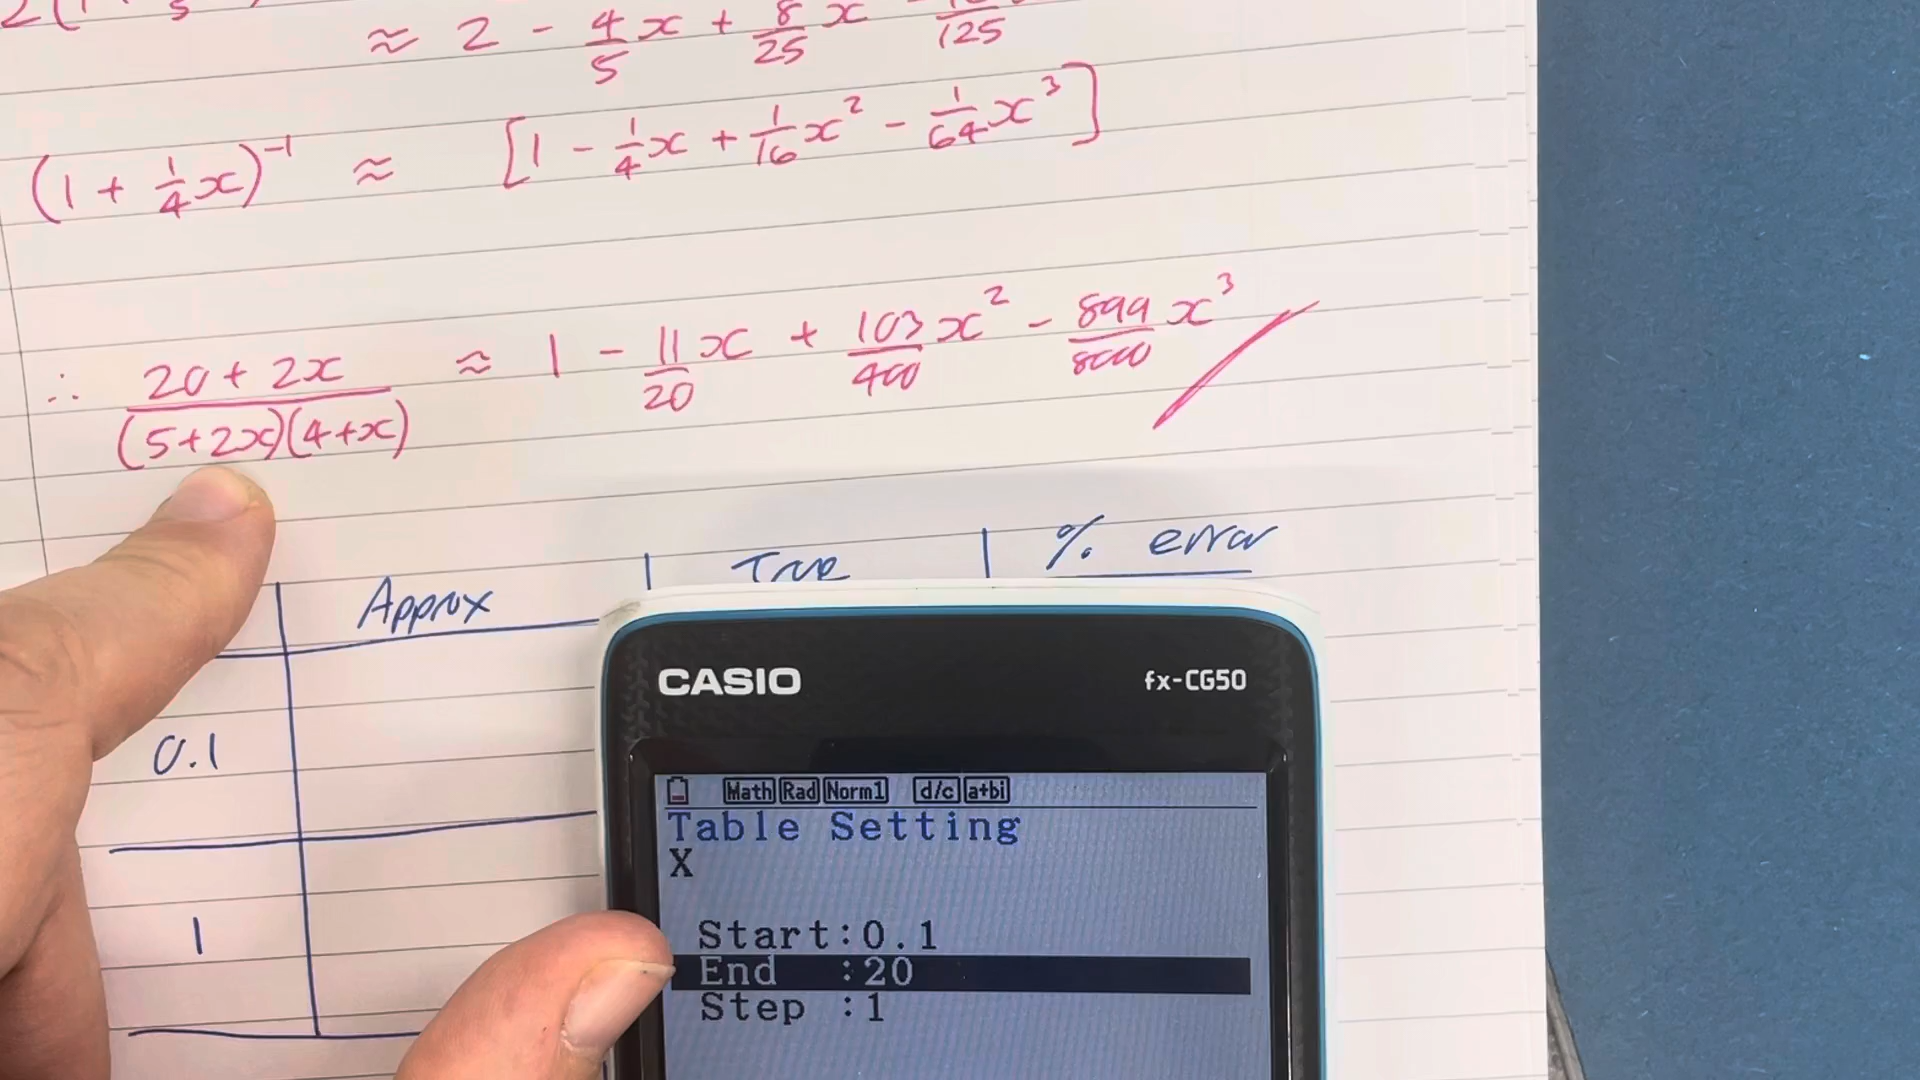 ≈ 2 - 4/5 x + 8/25 x 125
(1 + 1/4 x)⁻¹ ≈ [1 - 1/4 x + 1/16 x² - 1/64 x³]
∴ 20 + 2x / (5+2x)(4+x) ≈ 1 - 11x/20 + 103/400 x² - 899/8000 x³
Approx True % error
0.1
1
CASIO fx-CG50
Math Rad Norm1 d/c a+bi
Table Setting
X
Start:0.1
End :20
Step :1